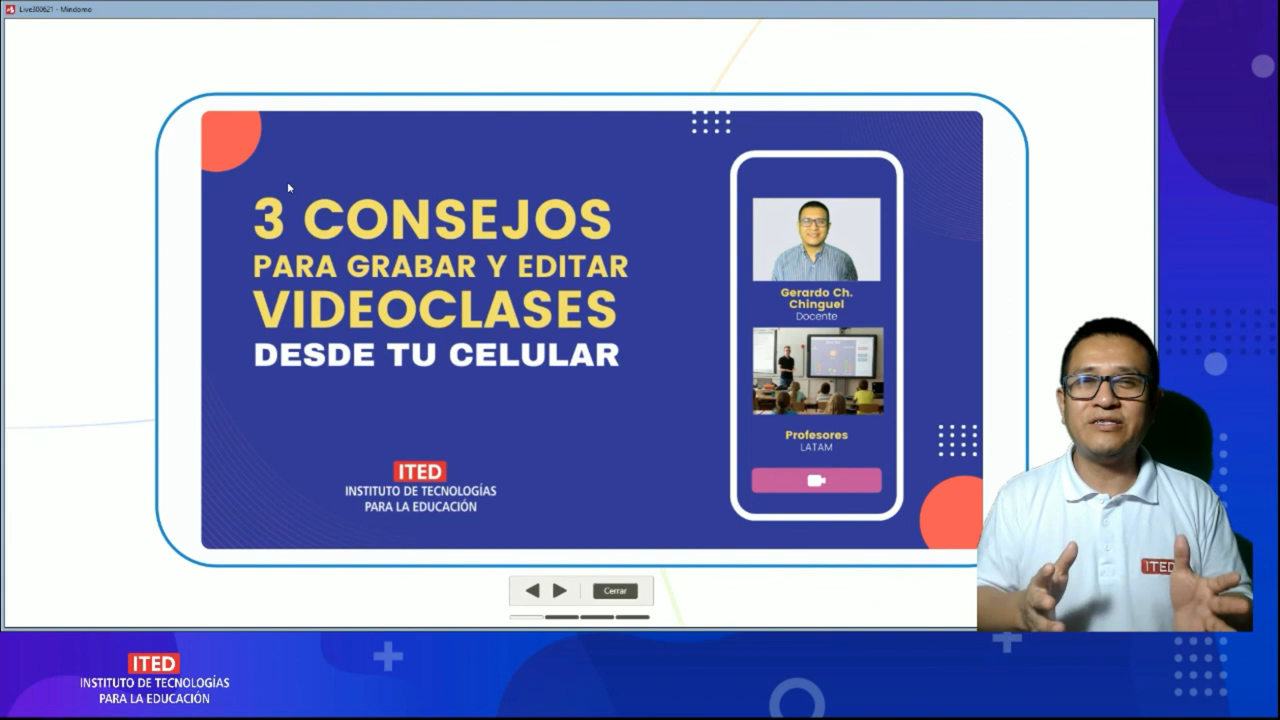 Live300621 - Mindomo
3 CONSEJOS
PARA GRABAR Y EDITAR
VIDEOCLASES
DESDE TU CELULAR
ITED
INSTITUTO DE TECNOLOGÍAS
PARA LA EDUCACIÓN
Gerardo Ch.
Chinguel
Docente
Profesores
LATAM
Cerrar
ITED
ITED
INSTITUTO DE TECNOLOGÍAS
PARA LA EDUCACIÓN